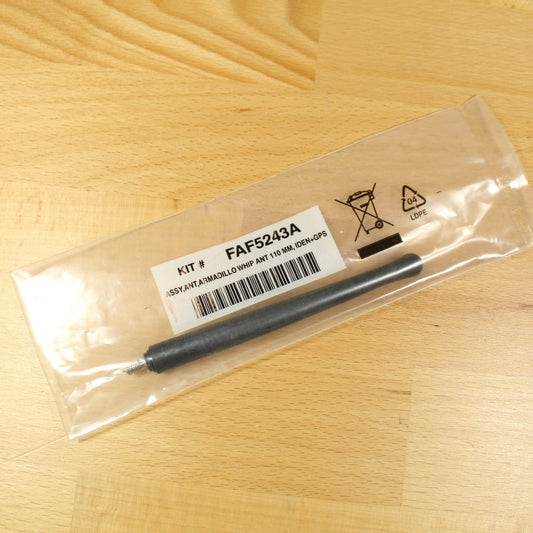 KIT # FAF5243A
ASSY,ANT,ARMADILLO WHIP ANT 110 MM, IDEN+GPS
04
LDPE